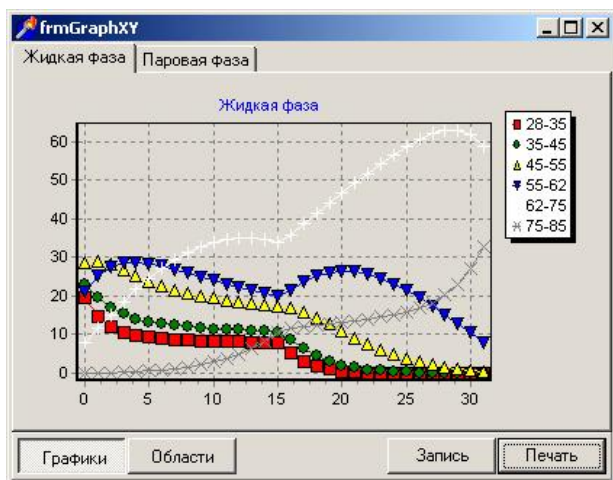 frmGraphXY
Жидкая фаза Паровая фаза
Жидкая фаза
60
50
40
30
20
10
0
0 5 10 15 20 25 30
28-35
35-45
45-55
55-62
62-75
75-85
Графики Области Запись Печать